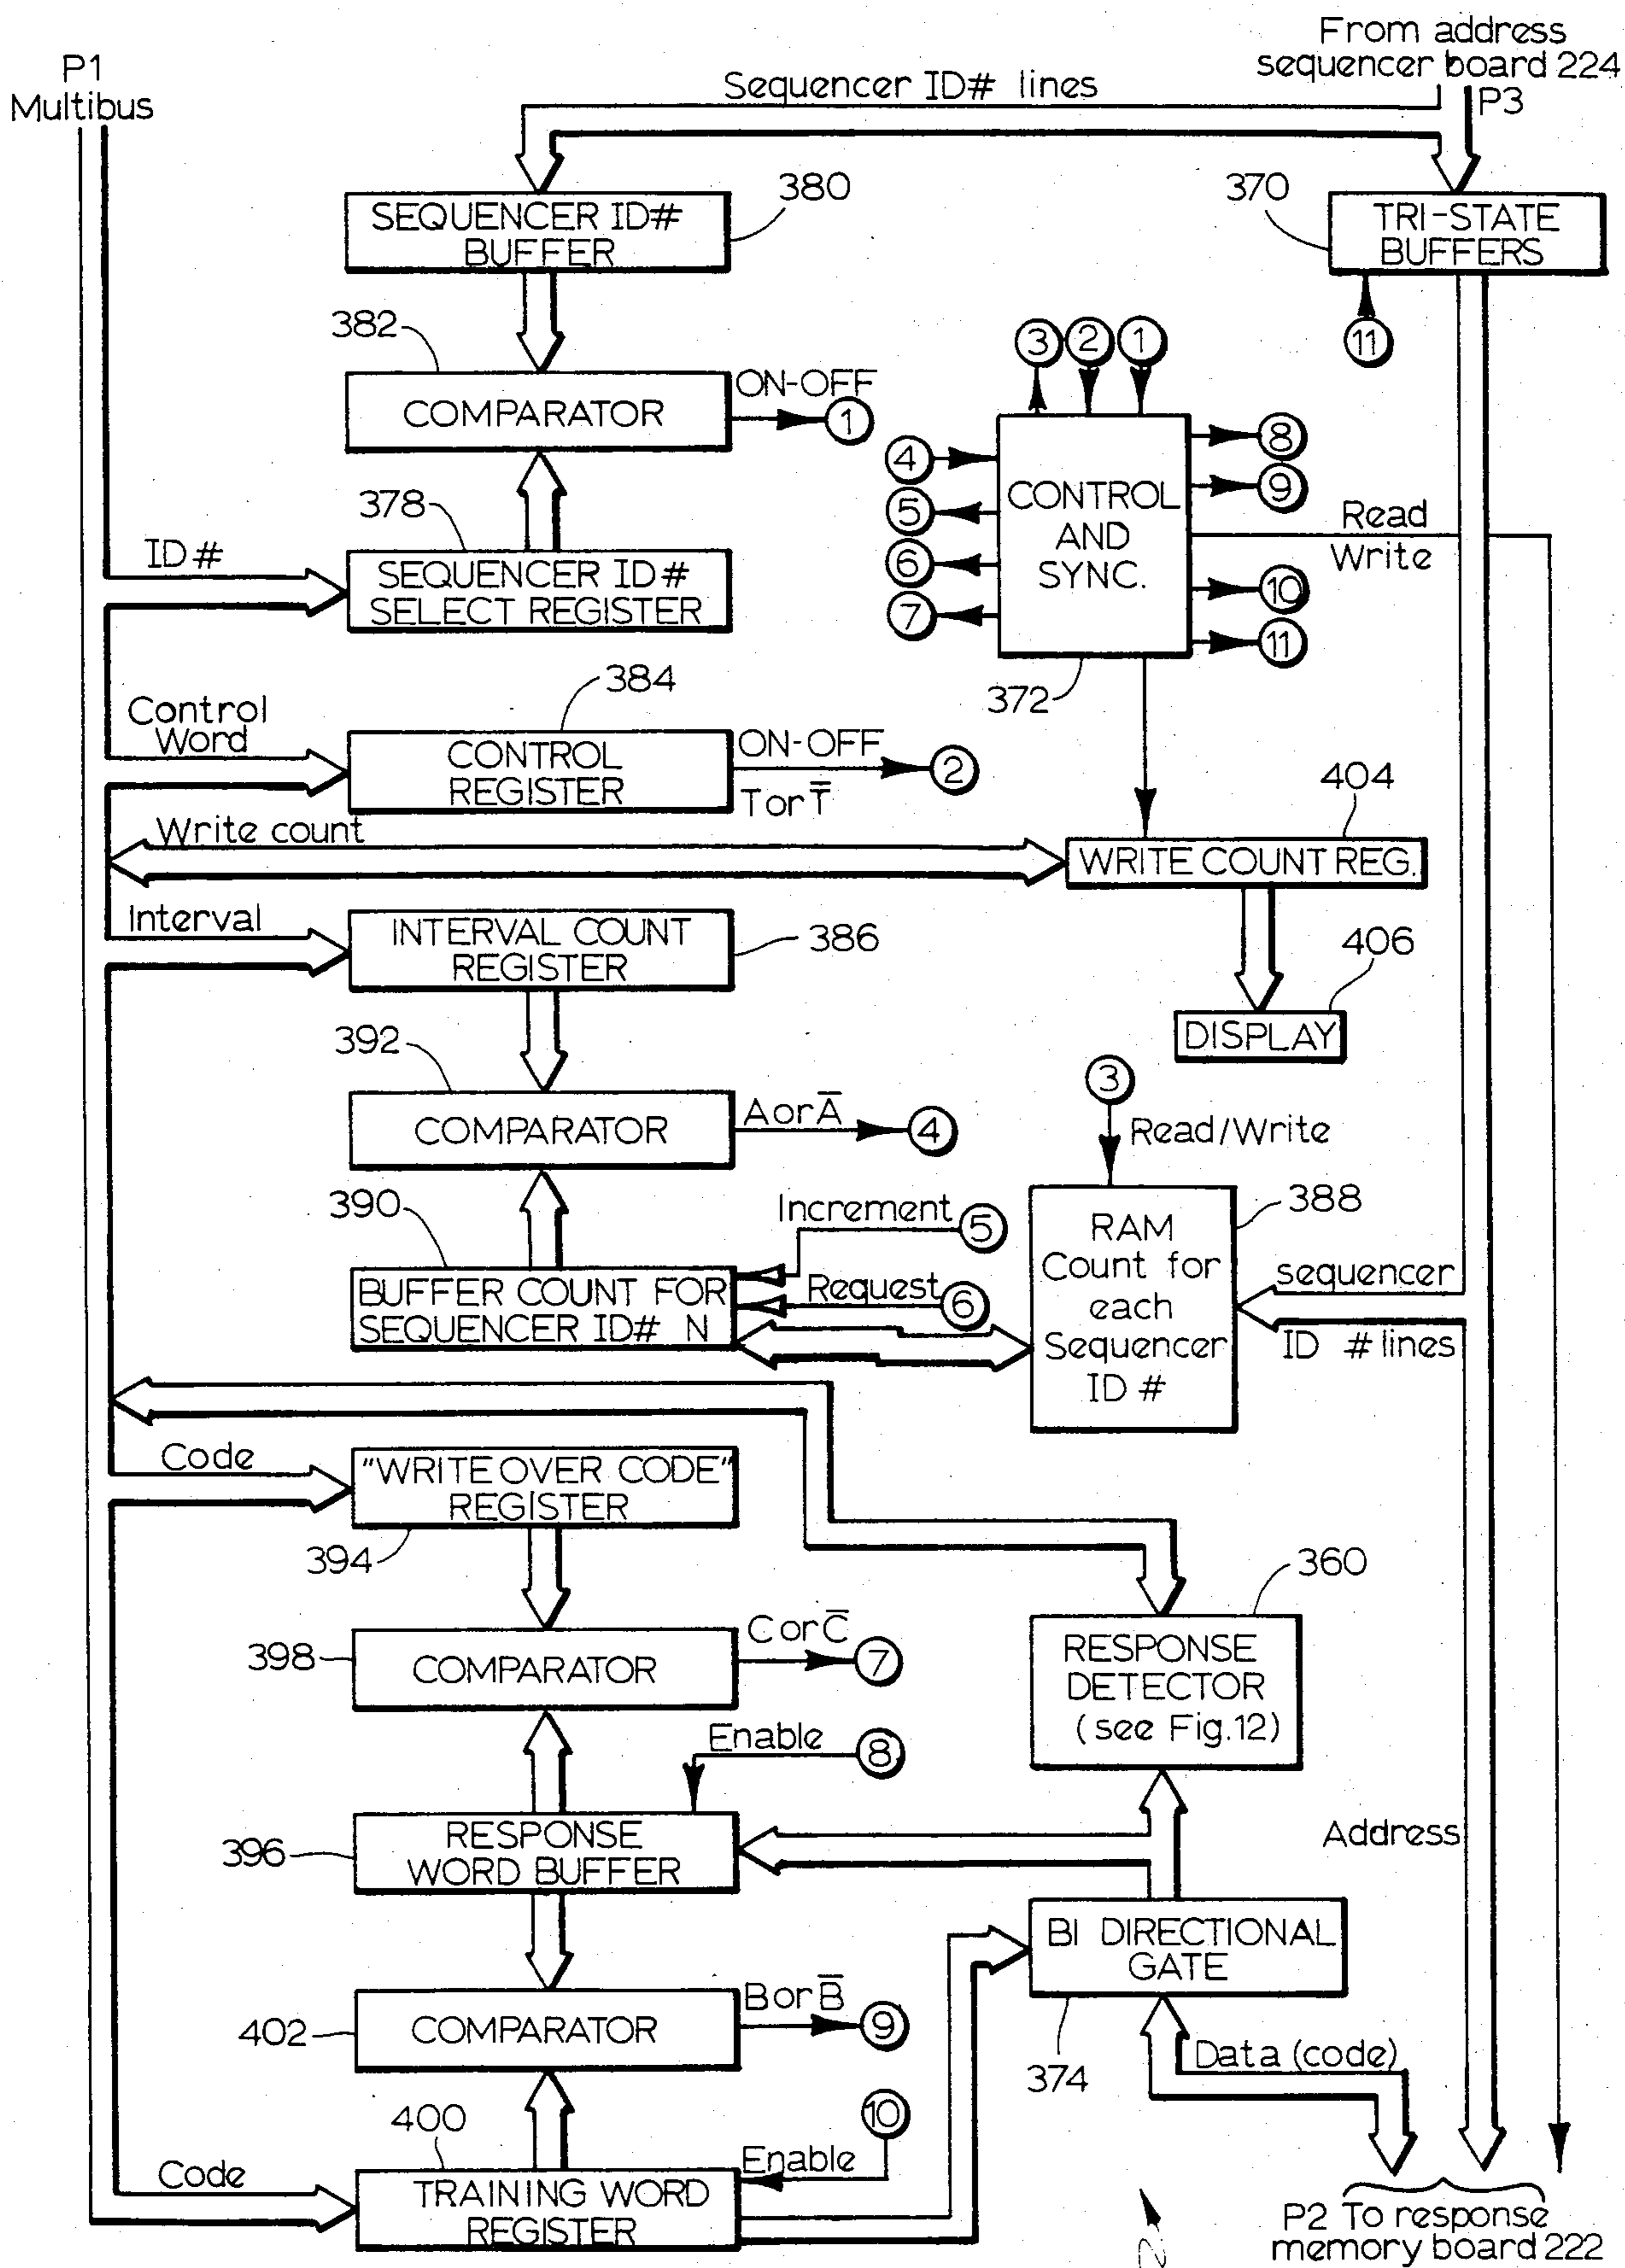 From address
sequencer board 224
P3
P1
Multibus
Sequencer ID# lines
380
370
SEQUENCER ID#
BUFFER
TRI-STATE
BUFFERS
11
382
COMPARATOR
ON-OFF
1
3
2
1
4
5
6
7
CONTROL
AND
SYNC.
8
9
Read
Write
10
11
372
378
ID#
SEQUENCER ID#
SELECT REGISTER
384
Control
Word
CONTROL
REGISTER
ON-OFF
T or T̅
2
404
Write count
WRITE COUNT REG.
Interval
INTERVAL COUNT
REGISTER
386
406
DISPLAY
392
COMPARATOR
A or A̅
4
3
Read/Write
390
Increment
5
Request
6
BUFFER COUNT FOR
SEQUENCER ID# N
388
RAM
Count for
each
Sequencer
ID #
sequencer
ID # lines
Code
"WRITE OVER CODE"
REGISTER
394
360
398
COMPARATOR
C or C̅
7
RESPONSE
DETECTOR
(see Fig.12)
Enable
8
396
RESPONSE
WORD BUFFER
Address
BI DIRECTIONAL
GATE
402
COMPARATOR
B or B̅
9
374
Data (code)
400
10
Enable
Code
TRAINING WORD
REGISTER
P2 To response
memory board 222